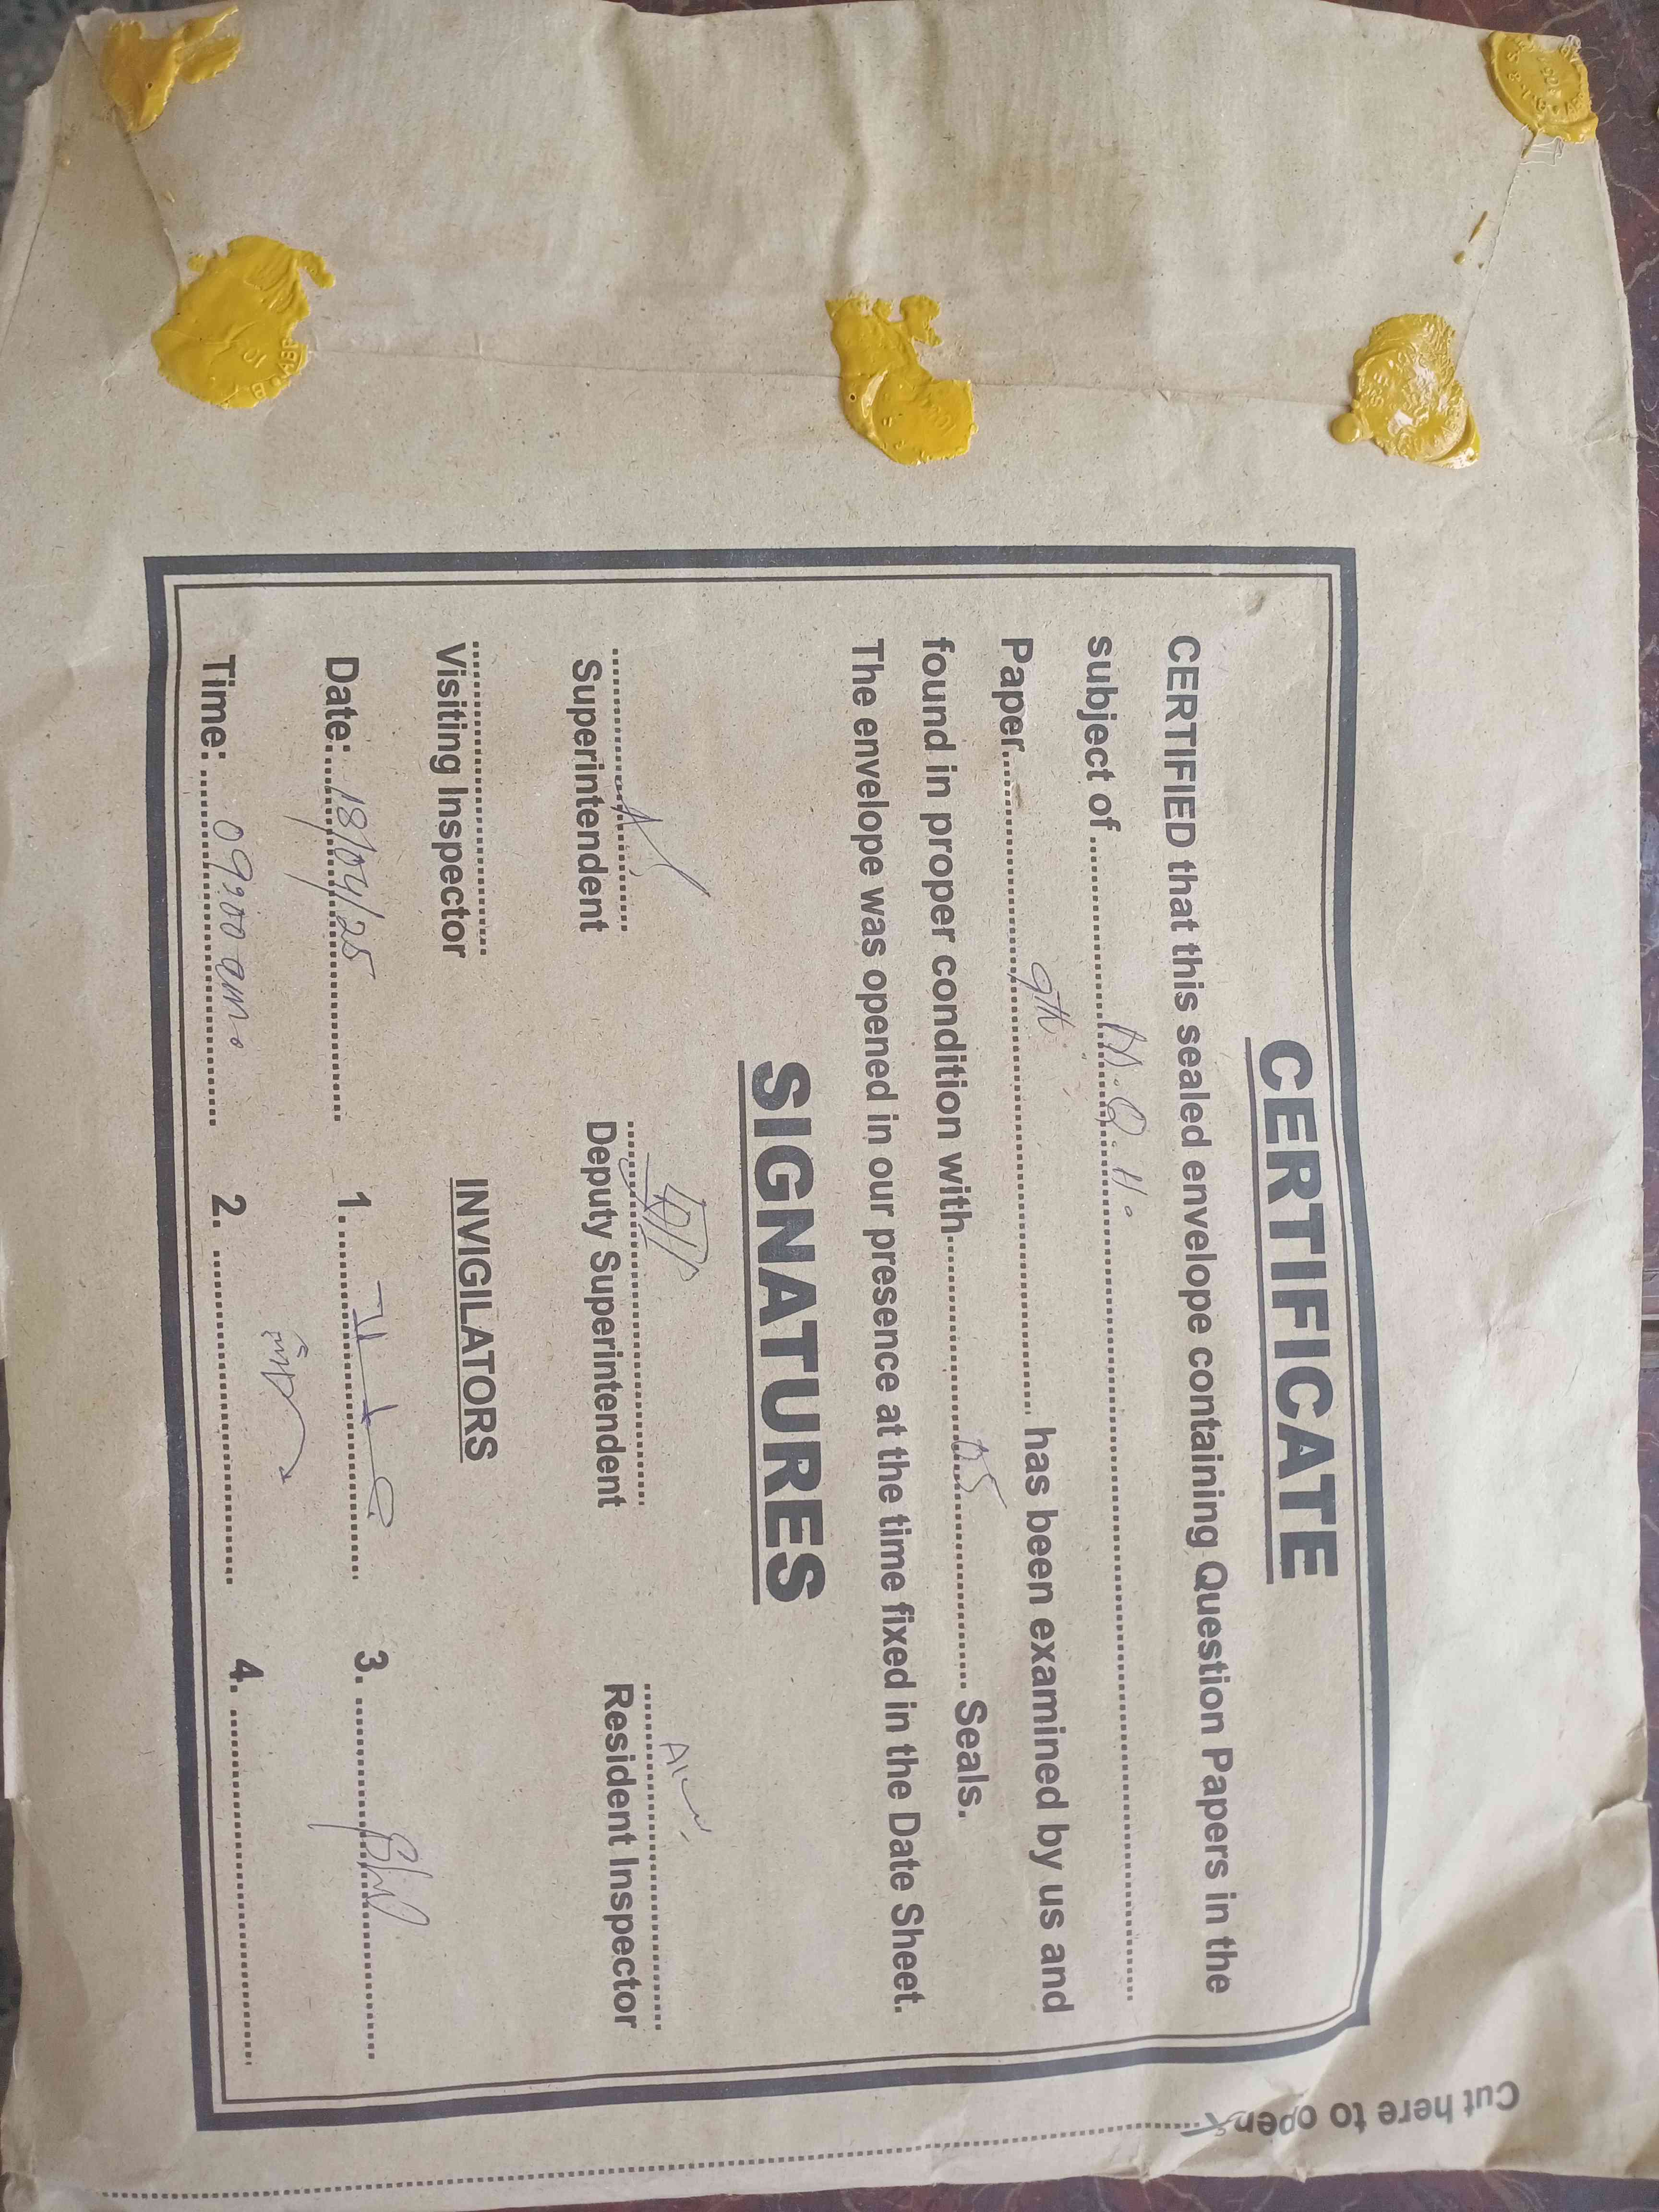 CERTIFICATE
CERTIFIED that this sealed envelope containing Question Papers in the
subject of ........ Q. H.
Paper........ 9th ........ has been examined by us and
found in proper condition with........ 05 ........ Seals.
The envelope was opened in our presence at the time fixed in the Date Sheet.
SIGNATURES
Superintendent Deputy Superintendent Resident Inspector
Visiting Inspector
INVIGILATORS
Date: 18/04/25 1. 3.
Time: 09:00 am. 2. 4.
Cut here to open